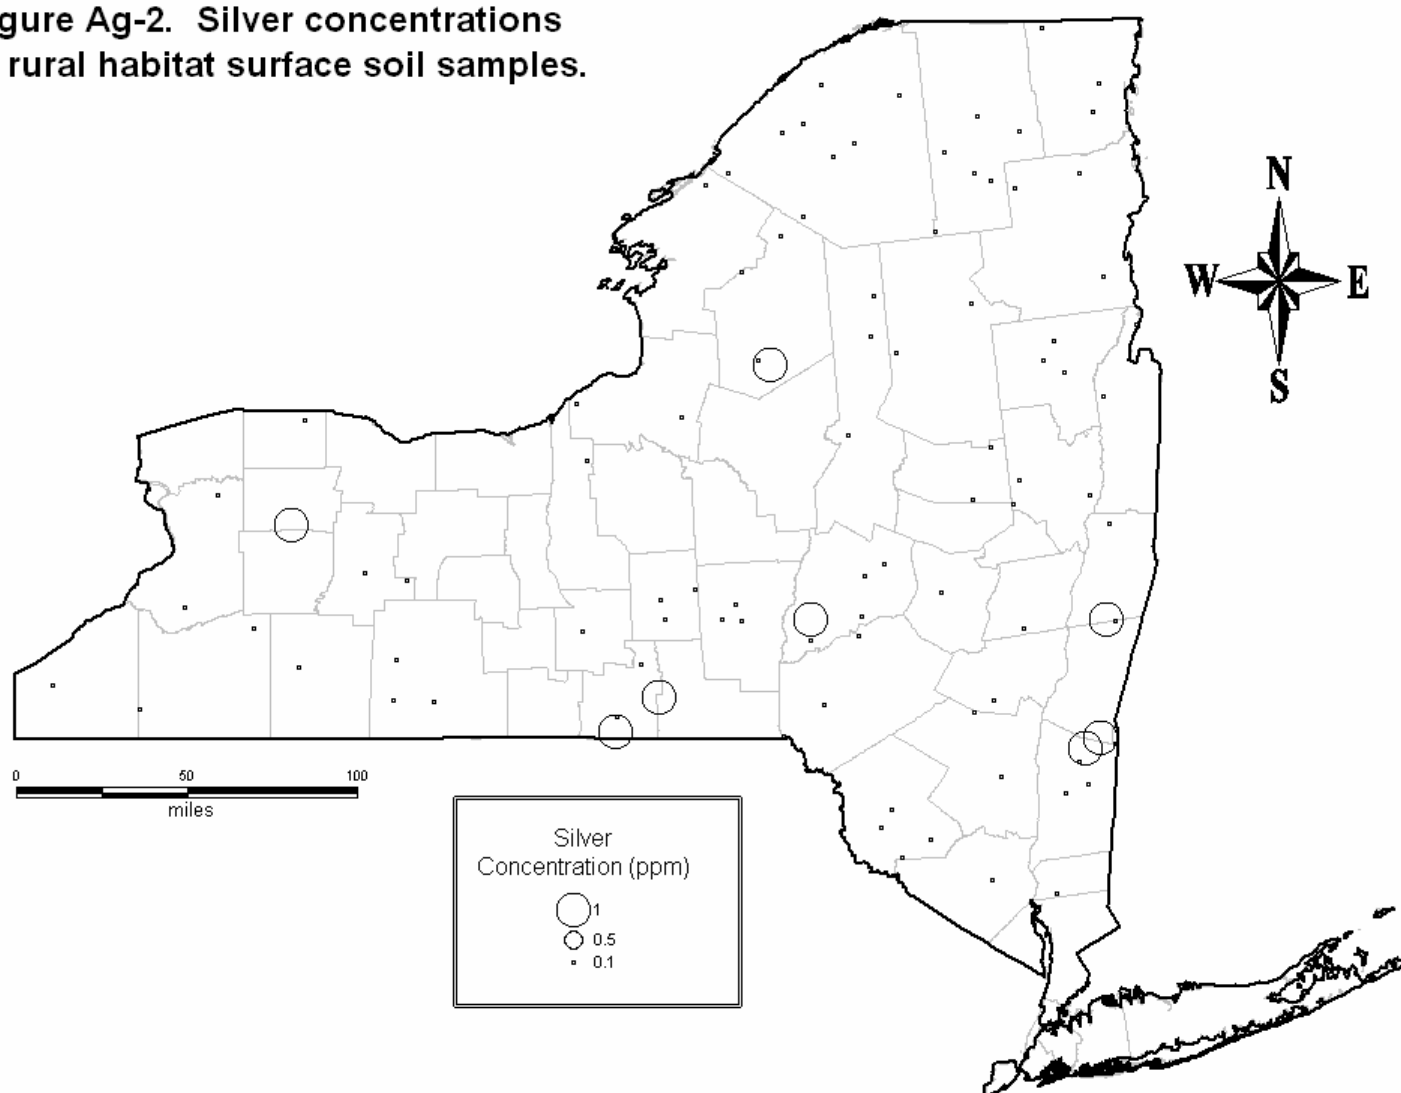 gure Ag-2. Silver concentrations
rural habitat surface soil samples.
N
W E
S
0 50 100
miles
Silver
Concentration (ppm)
1
0.5
0.1